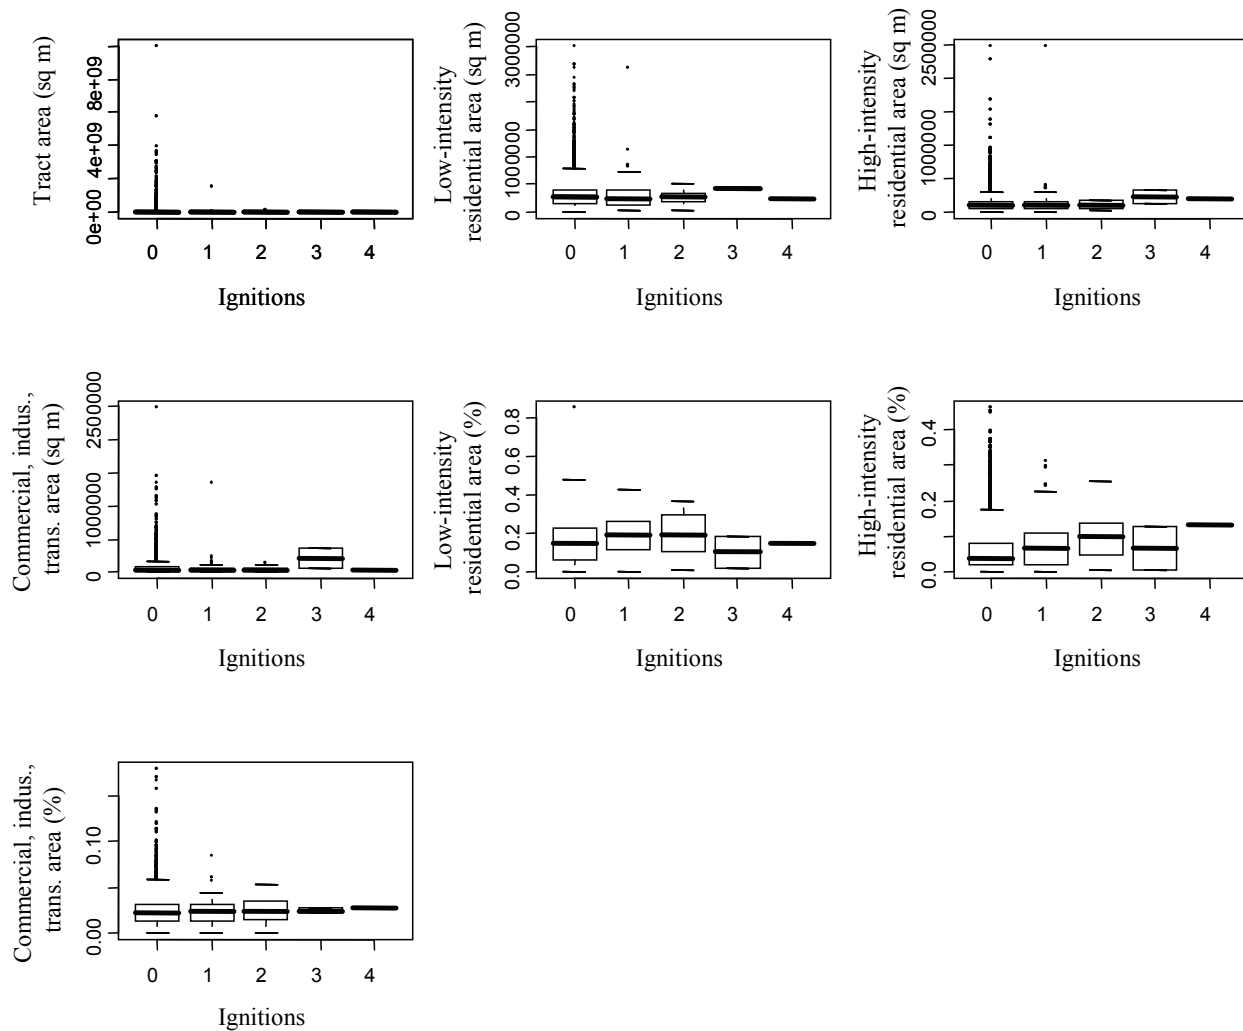 Tract area (sq m)
0e+00 4e+09 8e+09
0 1 2 3 4
Ignitions
Low-intensity
residential area (sq m)
0 1000000 3000000
0 1 2 3 4
Ignitions
High-intensity
residential area (sq m)
0 1000000 2500000
0 1 2 3 4
Ignitions
Commercial, indus.,
trans. area (sq m)
0 1000000 2500000
0 1 2 3 4
Ignitions
Low-intensity
residential area (%)
0.0 0.2 0.4 0.6 0.8
0 1 2 3 4
Ignitions
High-intensity
residential area (%)
0.0 0.2 0.4
0 1 2 3 4
Ignitions
Commercial, indus.,
trans. area (%)
0.00 0.10
0 1 2 3 4
Ignitions